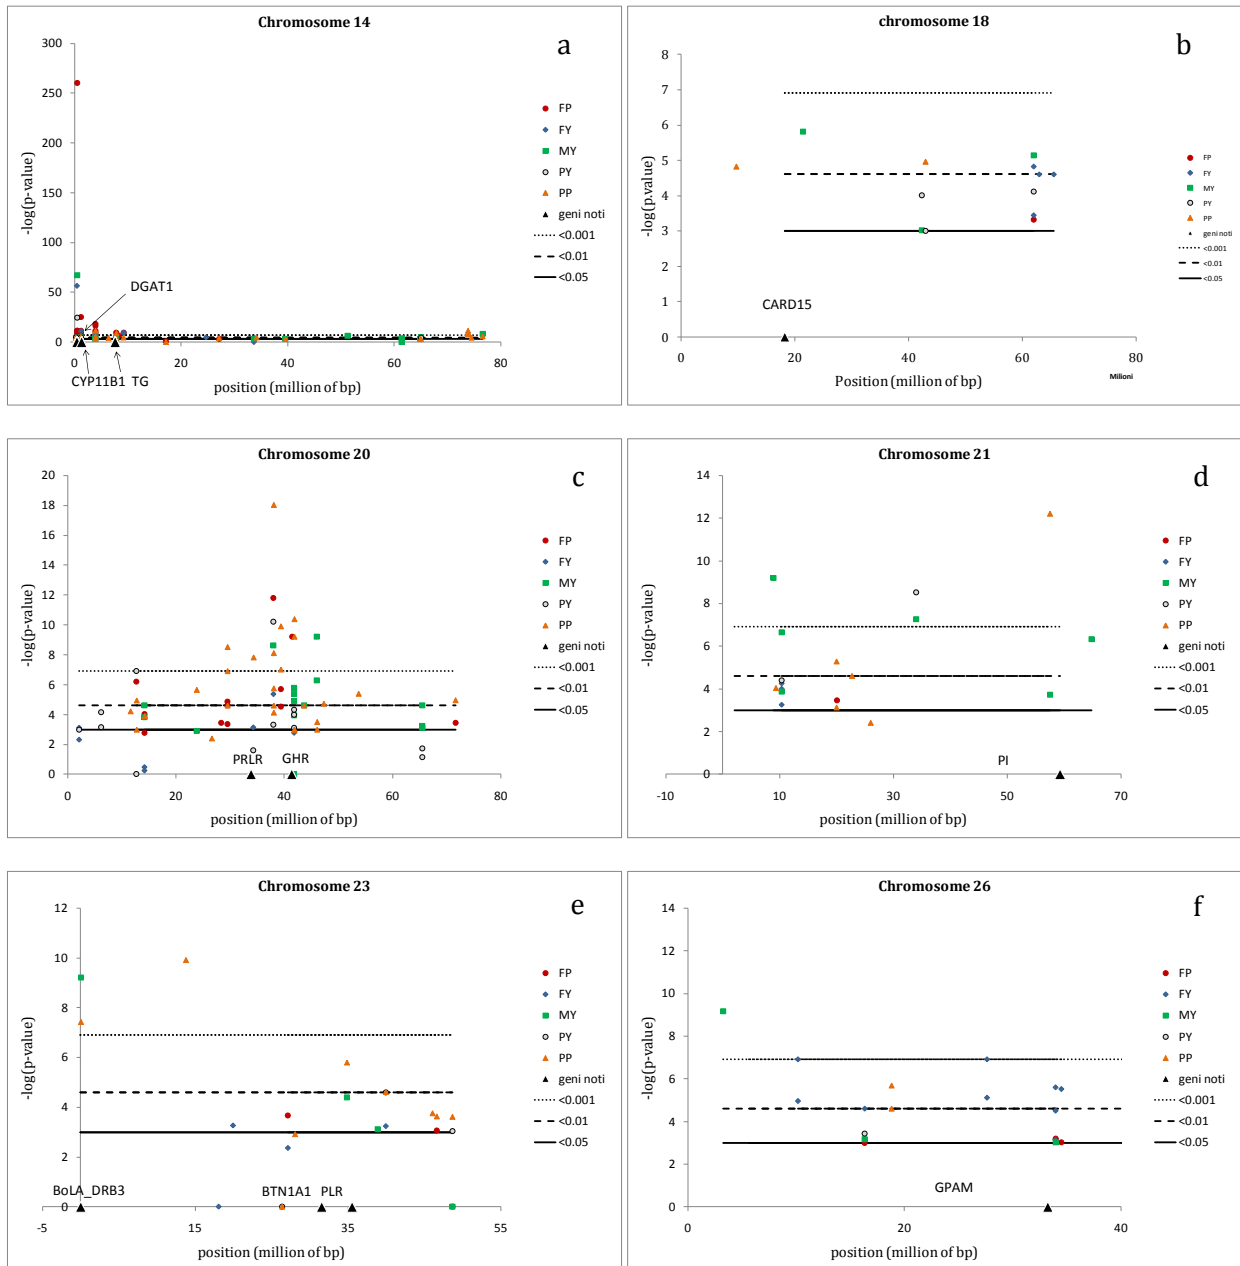 Chromosome 14
a
300
250
200
150
100
50
0
-log(p-value)
FP
FY
MY
PY
PP
geni noti
<0.001
<0.01
<0.05
DGAT1
0 20 40 60 80
CYP11B1 TG
position (million of bp)
chromosome 18
b
8
7
6
5
4
3
2
1
0
-log(p.value)
FP
FY
MY
PY
PP
geni noti
<0.001
<0.01
<0.05
CARD15
0 20 40 60 80
Position (million of bp)
Milioni
Chromosome 20
c
20
18
16
14
12
10
8
6
4
2
0
-log(p-value)
FP
FY
MY
PY
PP
geni noti
<0.001
<0.01
<0.05
PRLR GHR
0 20 40 60 80
position (million of bp)
Chromosome 21
d
14
12
10
8
6
4
2
0
-log(p-value)
FP
FY
MY
PY
PP
geni noti
<0.001
<0.01
<0.05
PI
-10 10 30 50 70
position (million of bp)
Chromosome 23
e
12
10
8
6
4
2
0
-log(p-value)
FP
FY
MY
PY
PP
geni noti
<0.001
<0.01
<0.05
BoLA_DRB3 BTN1A1 PLR
-5 15 35 55
position (million of bp)
Chromosome 26
f
14
12
10
8
6
4
2
0
-log(p-value)
FP
FY
MY
PY
PP
geni noti
<0.001
<0.01
<0.05
GPAM
0 20 40
position (million of bp)